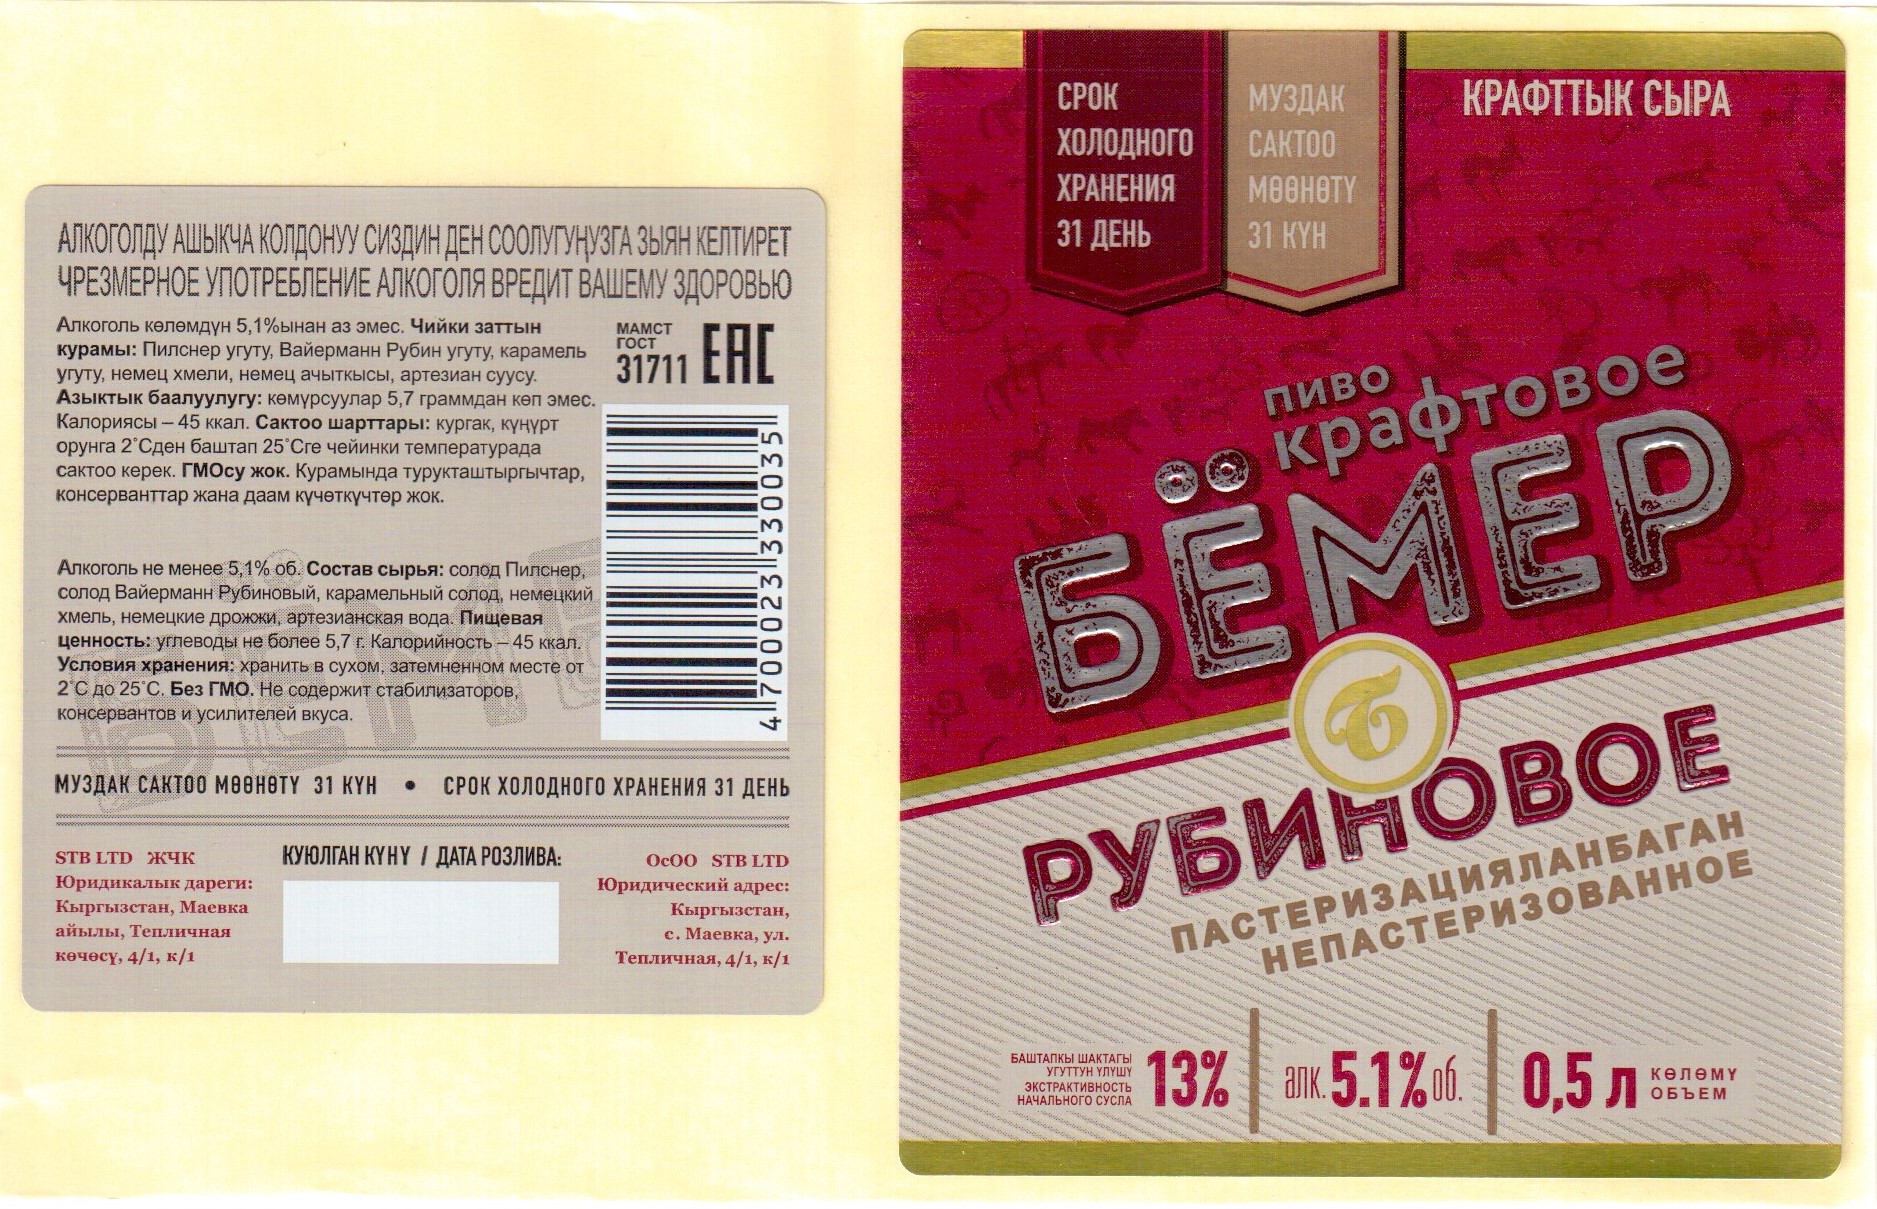 АЛКОГОЛДУ АШЫКЧА КОЛДОНУУ СИЗДИН ДЕН СООЛУГУҢУЗГА ЗЫЯН КЕЛТИРЕТ
ЧРЕЗМЕРНОЕ УПОТРЕБЛЕНИЕ АЛКОГОЛЯ ВРЕДИТ ВАШЕМУ ЗДОРОВЬЮ
Алкоголь көлөмдүн 5,1%ынан аз эмес. Чийки заттын
курамы: Пилснер угуту, Вайерманн Рубин угуту, карамель
угуту, немец хмели, немец ачыткысы, артезиан суусу.
Азыктык баалуулугу: көмүрсуулар 5,7 граммдан көп эмес.
Калориясы – 45 ккал. Сактоо шарттары: кургак, күңүрт
орунга 2˚Сден баштап 25˚Сге чейинки температурада
сактоо керек. ГМОсу жок. Курамында турукташтыргычтар,
консерванттар жана даам күчөткүчтөр жок.
МАМСТ
ГОСТ
31711
ЕАС
4 700023 330035
Алкоголь не менее 5,1% об. Состав сырья: солод Пилснер,
солод Вайерманн Рубиновый, карамельный солод, немецкий
хмель, немецкие дрожжи, артезианская вода. Пищевая
ценность: углеводы не более 5,7 г. Калорийность – 45 ккал.
Условия хранения: хранить в сухом, затемненном месте от
2˚С до 25˚С. Без ГМО. Не содержит стабилизаторов,
консервантов и усилителей вкуса.
МУЗДАК САКТОО МӨӨНӨТҮ 31 КҮН • СРОК ХОЛОДНОГО ХРАНЕНИЯ 31 ДЕНЬ
STB LTD ЖЧК
Юридикалык дареги:
Кыргызстан, Маевка
айылы, Тепличная
көчөсү, 4/1, к/1
КУЮЛГАН КҮНҮ / ДАТА РОЗЛИВА:
ОсОО STB LTD
Юридический адрес:
Кыргызстан,
с. Маевка, ул.
Тепличная, 4/1, к/1
СРОК
ХОЛОДНОГО
ХРАНЕНИЯ
31 ДЕНЬ
МУЗДАК
САКТОО
МӨӨНӨТҮ
31 КҮН
КРАФТТЫК СЫРА
пиво
крафтовое
БЁМЕР
Б
РУБИНОВОЕ
ПАСТЕРИЗАЦИЯЛАНБАГАН
НЕПАСТЕРИЗОВАННОЕ
БАШТАПКЫ ШАКТАГЫ
УГУТТУН ҮЛҮШҮ
ЭКСТРАКТИВНОСТЬ
НАЧАЛЬНОГО СУСЛА
13%
алк. 5.1% об.
0,5 л
КӨЛӨМҮ
ОБЪЕМ